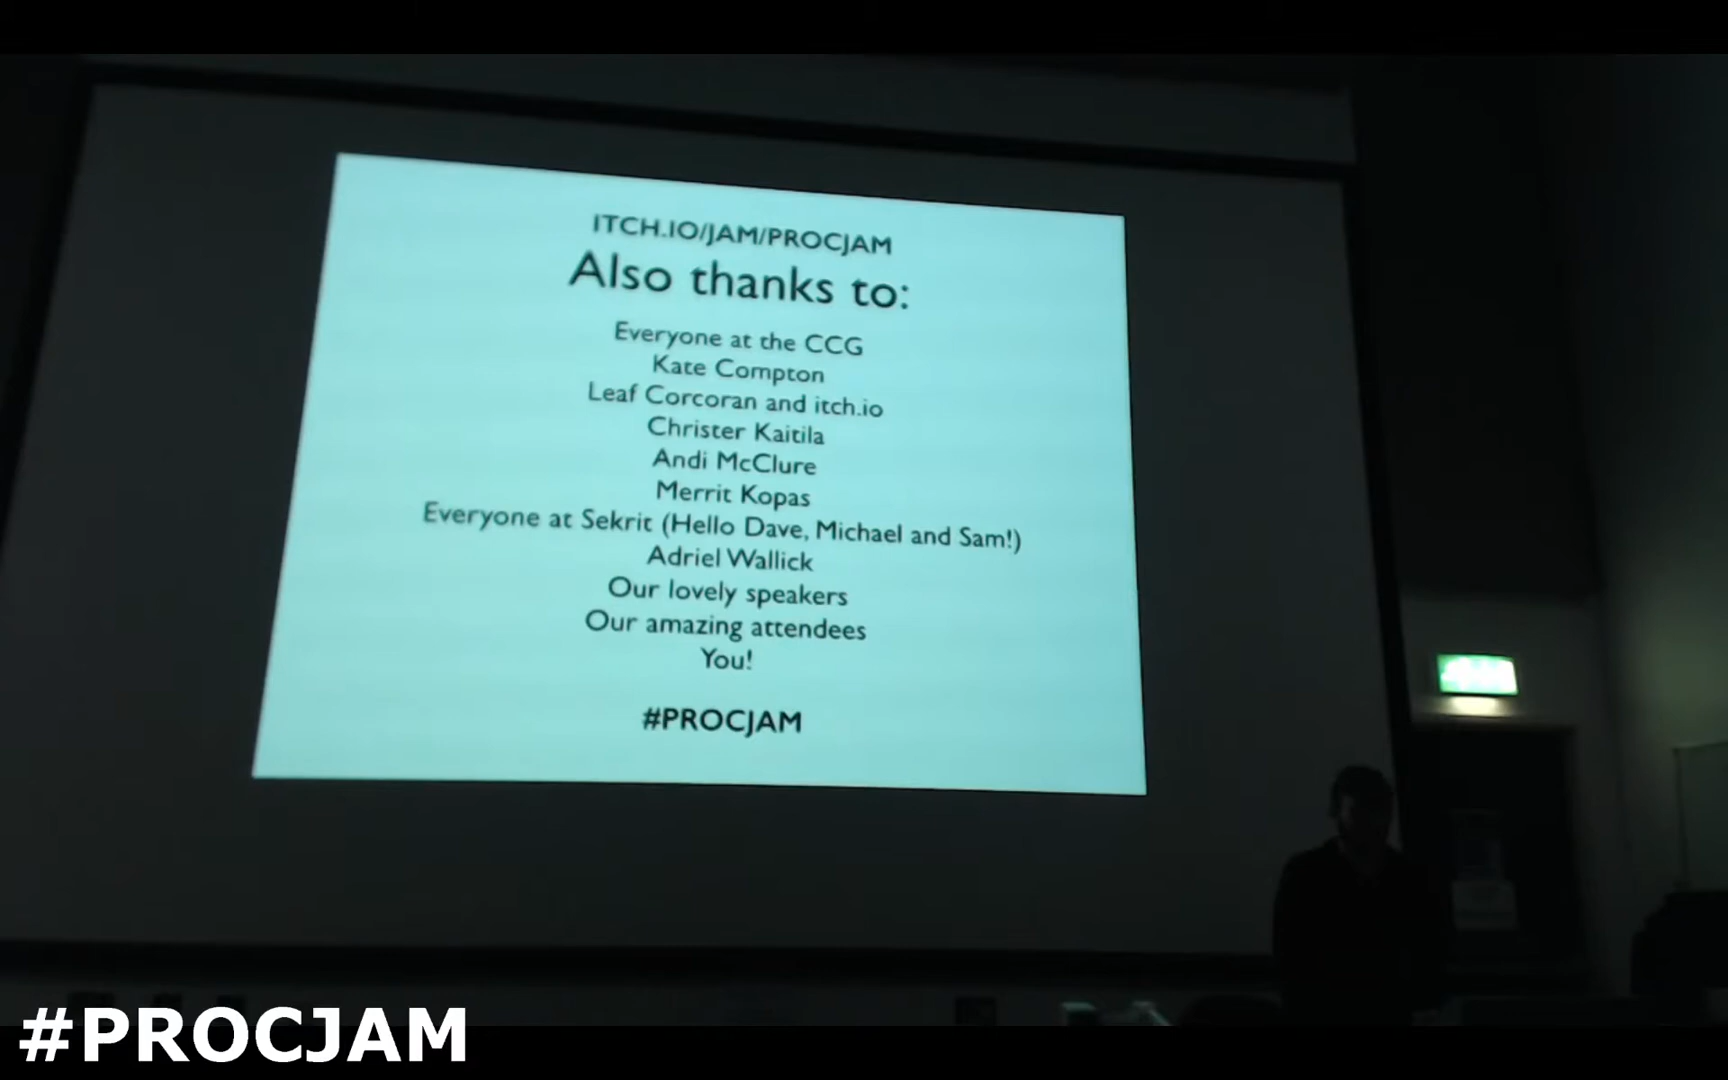 ITCH.IO/JAM/PROCJAM
Also thanks to:
Everyone at the CCG
Kate Compton
Leaf Corcoran and itch.io
Christer Kaitila
Andi McClure
Merrit Kopas
Everyone at Sekrit (Hello Dave, Michael and Sam!)
Adriel Wallick
Our lovely speakers
Our amazing attendees
You!
#PROCJAM
#PROCJAM